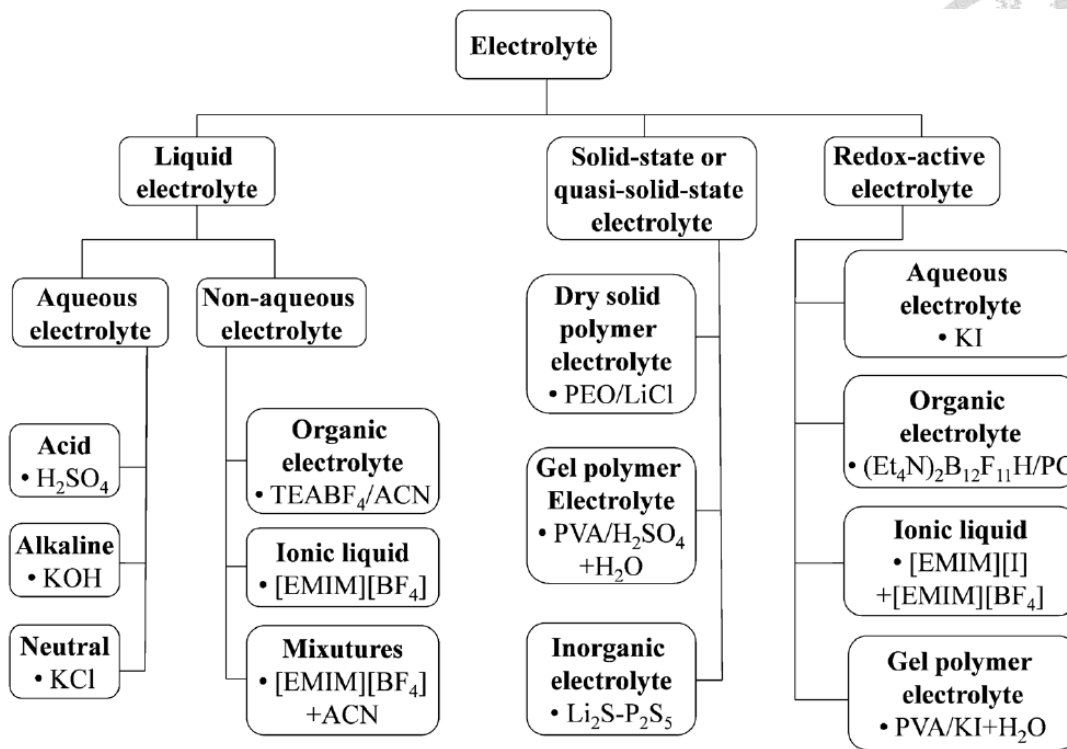 Electrolyte
Liquid
electrolyte
Solid-state or
quasi-solid-state
electrolyte
Redox-active
electrolyte
Aqueous
electrolyte
Non-aqueous
electrolyte
Acid
• H₂SO₄
Alkaline
• KOH
Neutral
• KCl
Organic
electrolyte
• TEABF₄/ACN
Ionic liquid
• [EMIM][BF₄]
Mixutures
• [EMIM][BF₄]
+ACN
Dry solid
polymer
electrolyte
• PEO/LiCl
Gel polymer
Electrolyte
• PVA/H₂SO₄
+H₂O
Inorganic
electrolyte
• Li₂S-P₂S₅
Aqueous
electrolyte
• KI
Organic
electrolyte
• (Et₄N)₂B₁₂F₁₁H/PC
Ionic liquid
• [EMIM][I]
+[EMIM][BF₄]
Gel polymer
electrolyte
• PVA/KI+H₂O